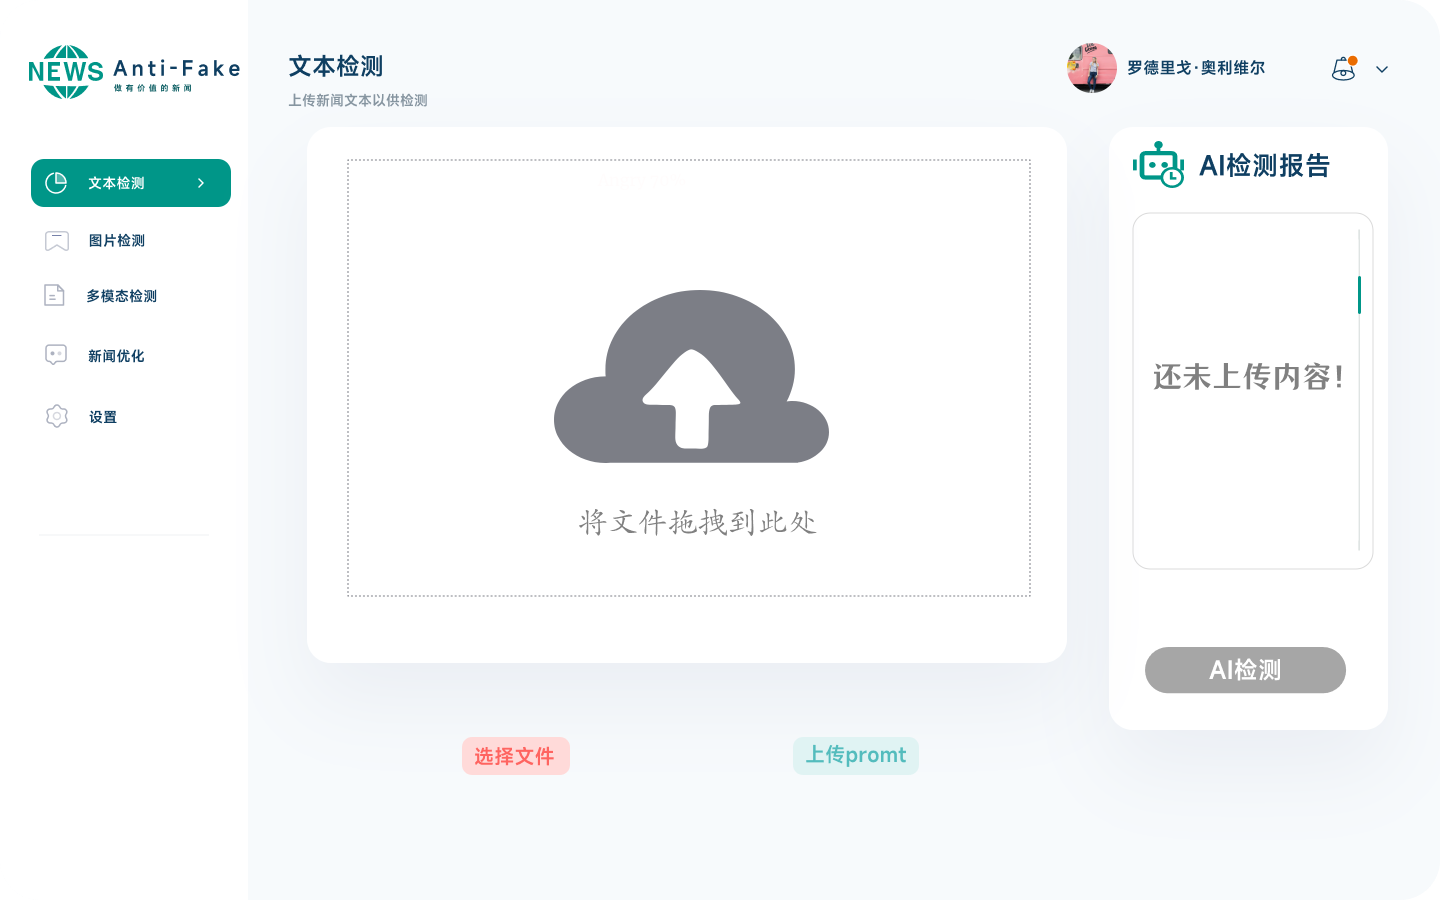 NEWS Anti-Fake
做有价值的新闻
文本检测
图片检测
多模态检测
新闻优化
设置
文本检测
上传新闻文本以供检测
罗德里戈·奥利维尔
将文件拖拽到此处
选择文件
上传promt
AI检测报告
还未上传内容!
AI检测